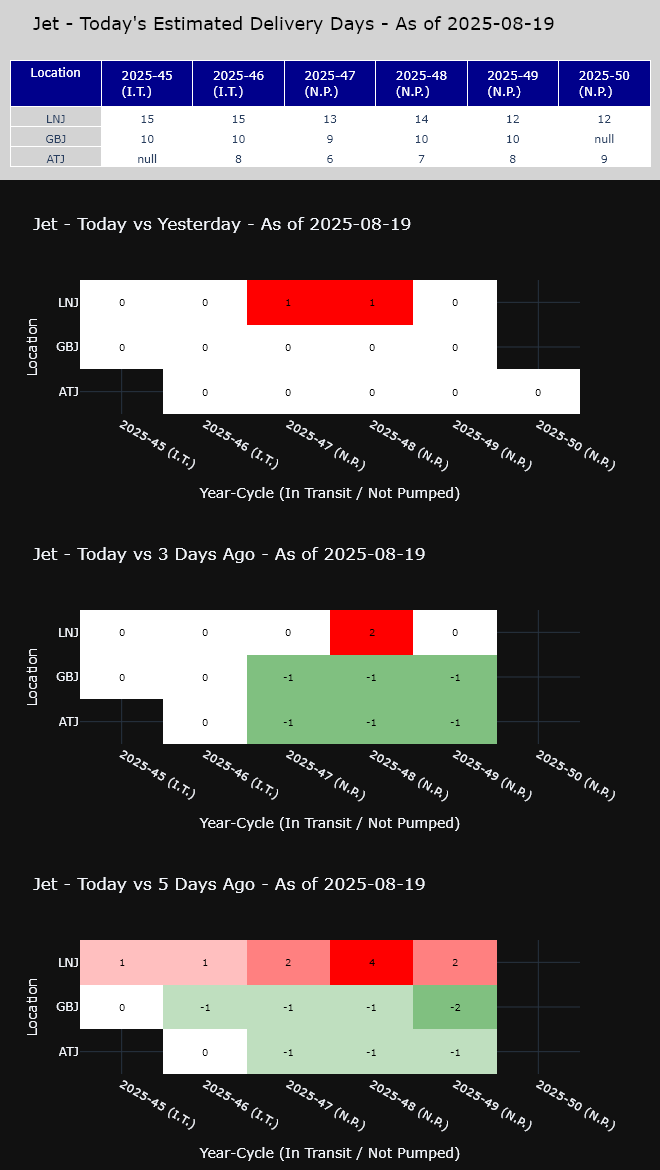 Jet - Today's Estimated Delivery Days - As of 2025-08-19
Location 2025-45 (I.T.) 2025-46 (I.T.) 2025-47 (N.P.) 2025-48 (N.P.) 2025-49 (N.P.) 2025-50 (N.P.)
LNJ 15 15 13 14 12 12
GBJ 10 10 9 10 10 null
ATJ null 8 6 7 8 9
Jet - Today vs Yesterday - As of 2025-08-19
Location
LNJ 0 0 1 1 0
GBJ 0 0 0 0 0
ATJ 0 0 0 0 0
2025-45 (I.T.) 2025-46 (I.T.) 2025-47 (N.P.) 2025-48 (N.P.) 2025-49 (N.P.) 2025-50 (N.P.)
Year-Cycle (In Transit / Not Pumped)
Jet - Today vs 3 Days Ago - As of 2025-08-19
Location
LNJ 0 0 0 2 0
GBJ 0 0 -1 -1 -1
ATJ 0 -1 -1 -1
2025-45 (I.T.) 2025-46 (I.T.) 2025-47 (N.P.) 2025-48 (N.P.) 2025-49 (N.P.) 2025-50 (N.P.)
Year-Cycle (In Transit / Not Pumped)
Jet - Today vs 5 Days Ago - As of 2025-08-19
Location
LNJ 1 1 2 4 2
GBJ 0 -1 -1 -1 -2
ATJ 0 -1 -1 -1
2025-45 (I.T.) 2025-46 (I.T.) 2025-47 (N.P.) 2025-48 (N.P.) 2025-49 (N.P.) 2025-50 (N.P.)
Year-Cycle (In Transit / Not Pumped)